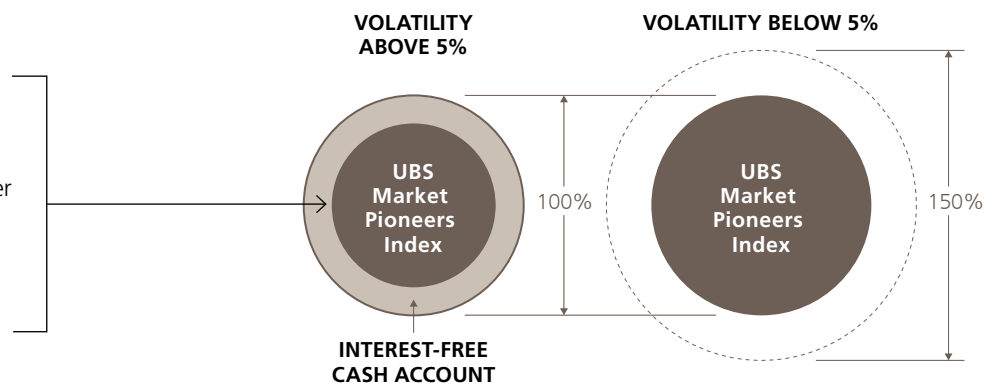 VOLATILITY
ABOVE 5%
VOLATILITY BELOW 5%
er
UBS
Market
Pioneers
Index
100%
UBS
Market
Pioneers
Index
150%
INTEREST-FREE
CASH ACCOUNT